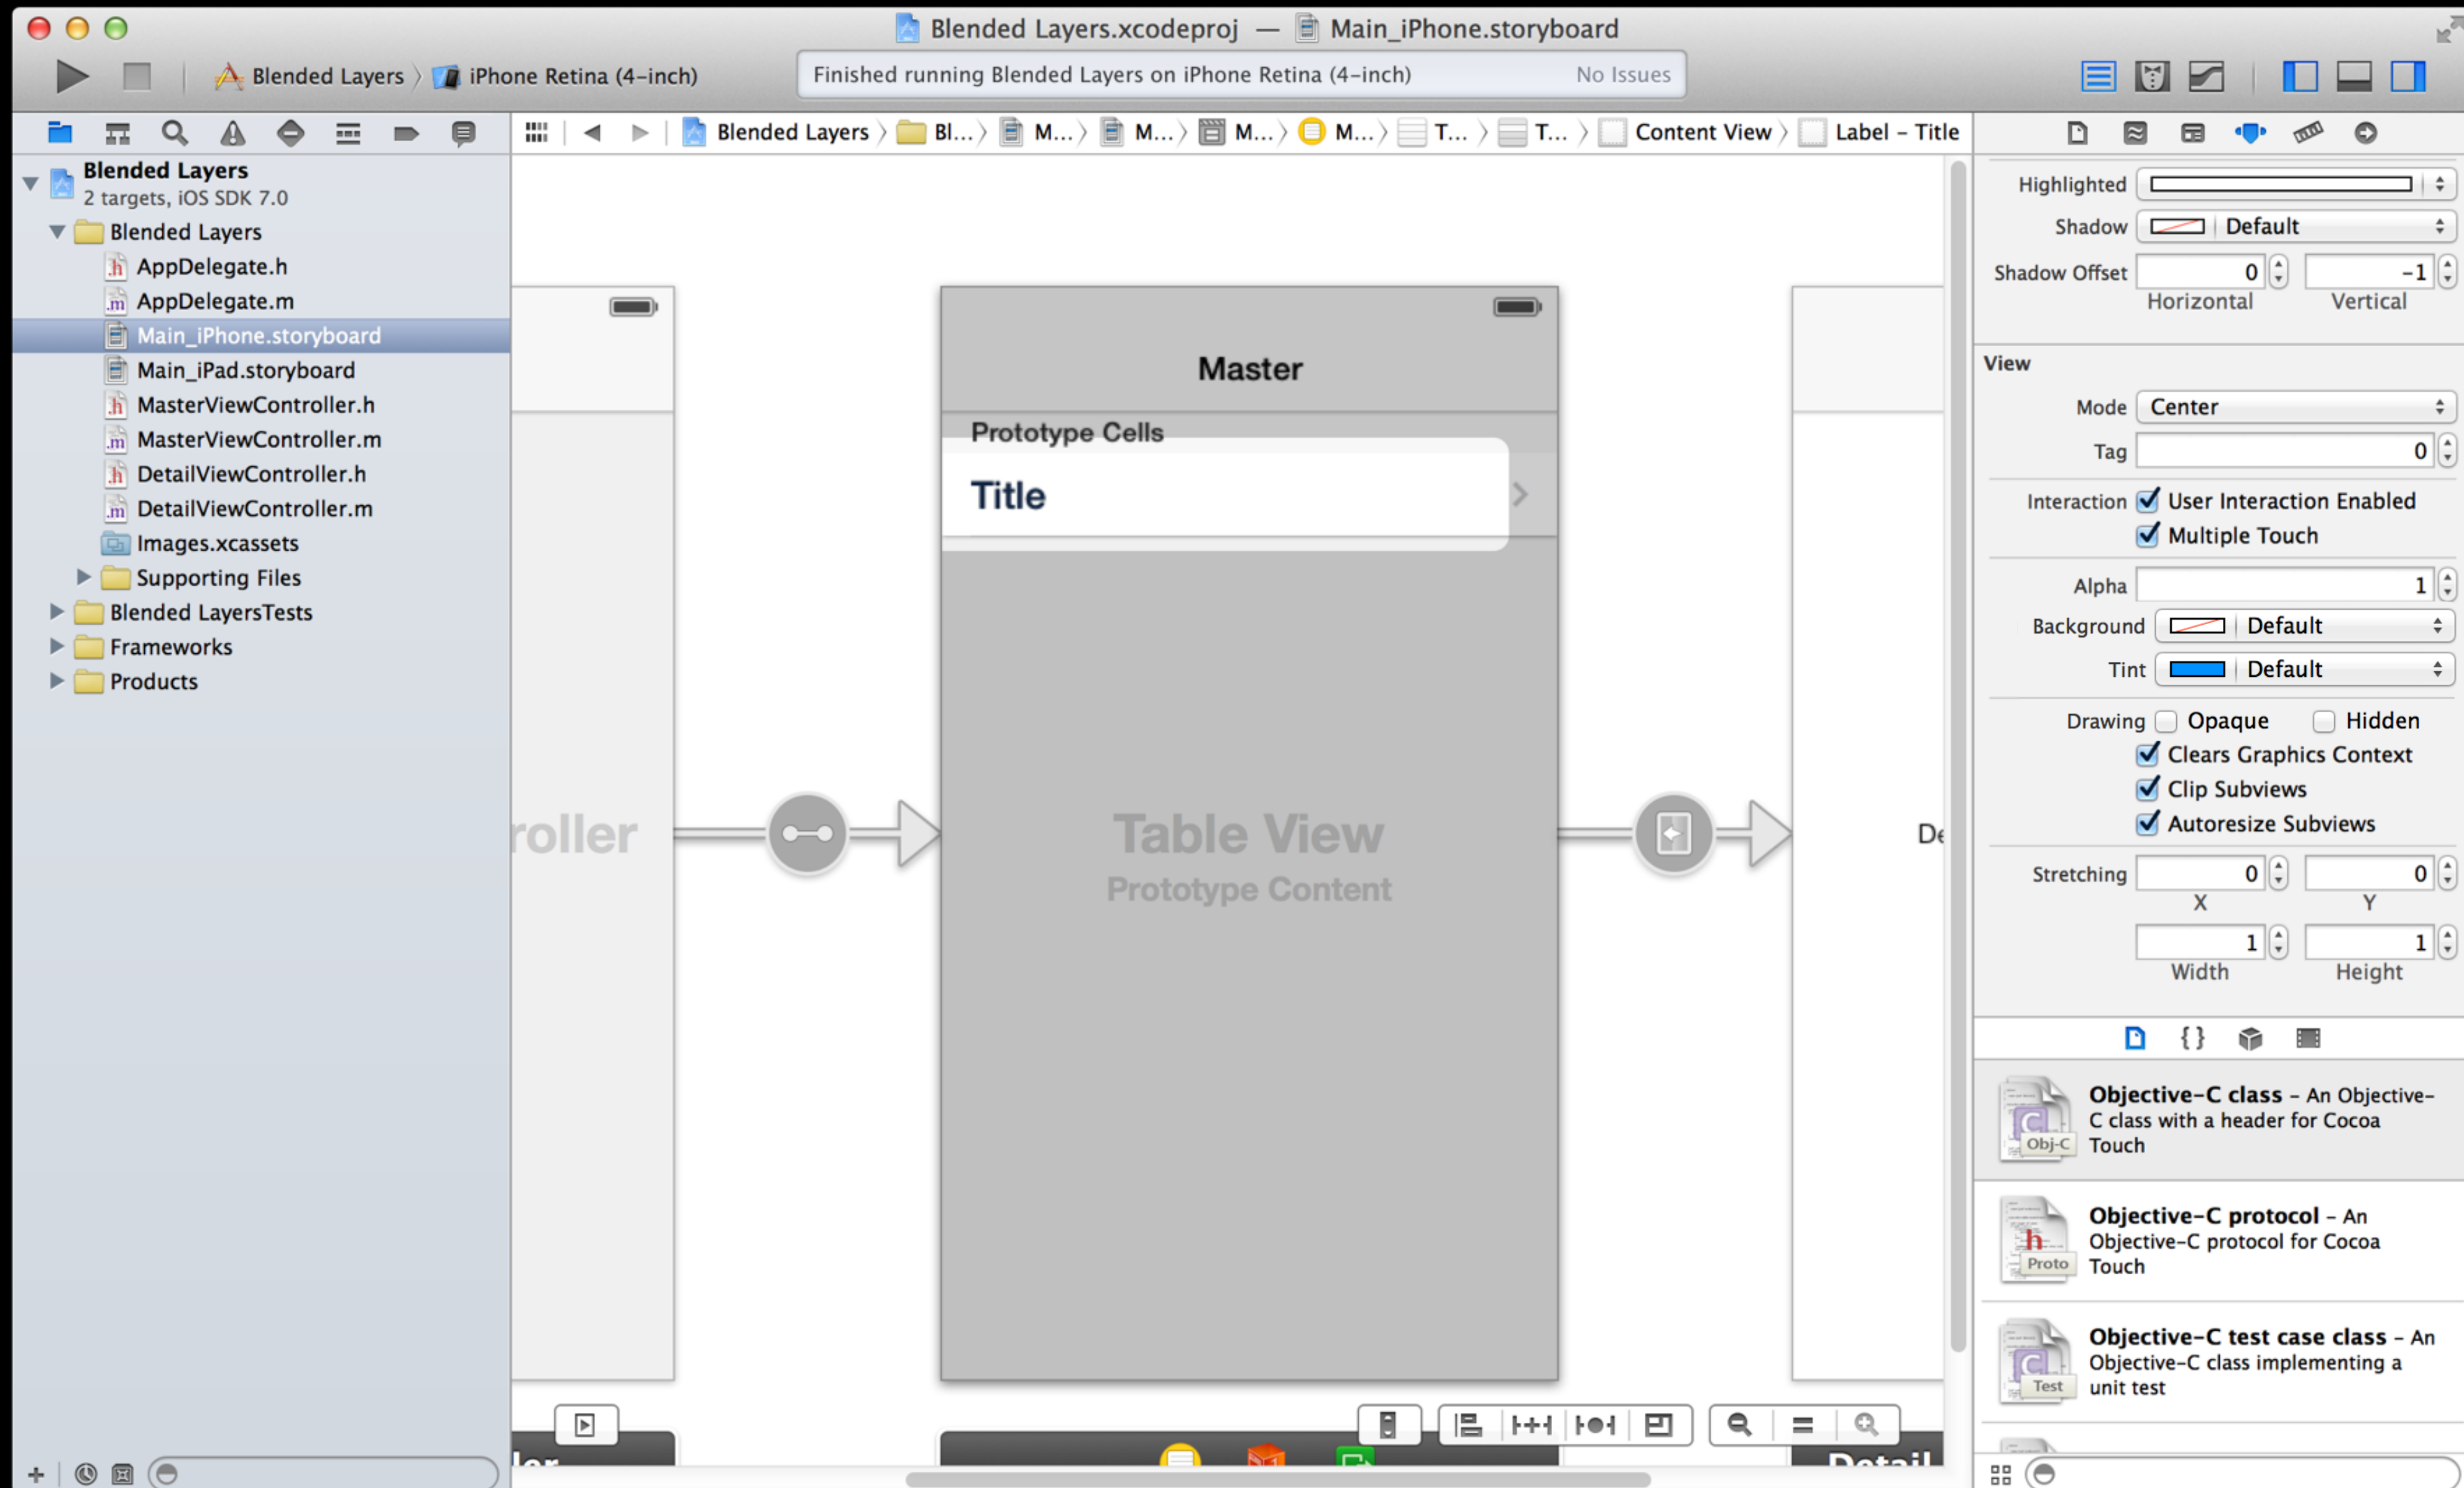 Blended Layers.xcodeproj — Main_iPhone.storyboard
Blended Layers iPhone Retina (4-inch)
Finished running Blended Layers on iPhone Retina (4-inch) No Issues
Blended Layers Bl... M... M... M... M... T... T... Content View Label – Title
Blended Layers
2 targets, iOS SDK 7.0
Blended Layers
AppDelegate.h
AppDelegate.m
Main_iPhone.storyboard
Main_iPad.storyboard
MasterViewController.h
MasterViewController.m
DetailViewController.h
DetailViewController.m
Images.xcassets
Supporting Files
Blended LayersTests
Frameworks
Products
roller
Master
Prototype Cells
Title
Table View
Prototype Content
De
ler
Detail
Highlighted
Shadow Default
Shadow Offset 0 -1
Horizontal Vertical
View
Mode Center
Tag 0
Interaction User Interaction Enabled
Multiple Touch
Alpha 1
Background Default
Tint Default
Drawing Opaque Hidden
Clears Graphics Context
Clip Subviews
Autoresize Subviews
Stretching 0 0
X Y
1 1
Width Height
{ }
Objective-C class – An Objective-
C class with a header for Cocoa
Touch
C
Obj-C
Objective-C protocol – An
Objective-C protocol for Cocoa
Touch
h
Proto
Objective-C test case class – An
Objective-C class implementing a
unit test
C
Test